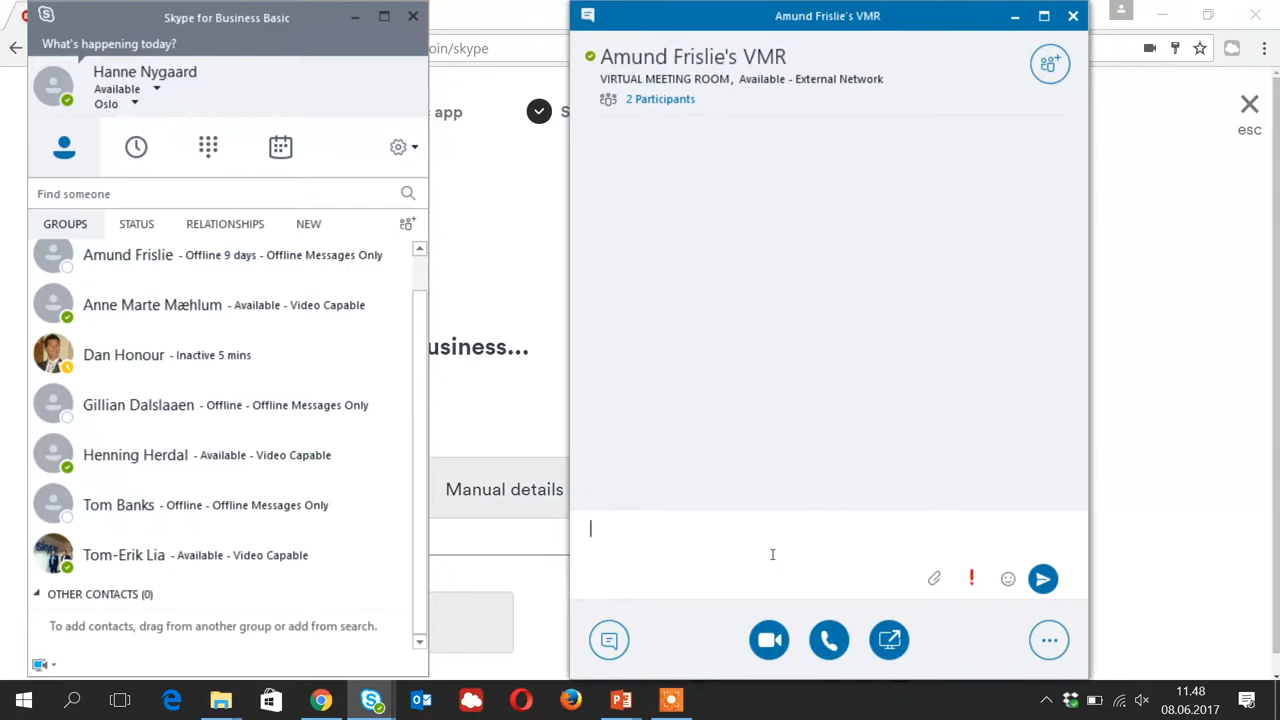 Skype for Business Basic
What's happening today?
Hanne Nygaard
Available
Oslo
Find someone
GROUPS STATUS RELATIONSHIPS NEW
Amund Frislie - Offline 9 days - Offline Messages Only
Anne Marte Mæhlum - Available - Video Capable
Dan Honour - Inactive 5 mins
Gillian Dalslaaen - Offline - Offline Messages Only
Henning Herdal - Available - Video Capable
Tom Banks - Offline - Offline Messages Only
Tom-Erik Lia - Available - Video Capable
OTHER CONTACTS (0)
To add contacts, drag from another group or add from search.
oin/skype
app
S
usiness...
Manual details
Amund Frislie's VMR
Amund Frislie's VMR
VIRTUAL MEETING ROOM, Available - External Network
2 Participants
esc
11.48
08.06.2017